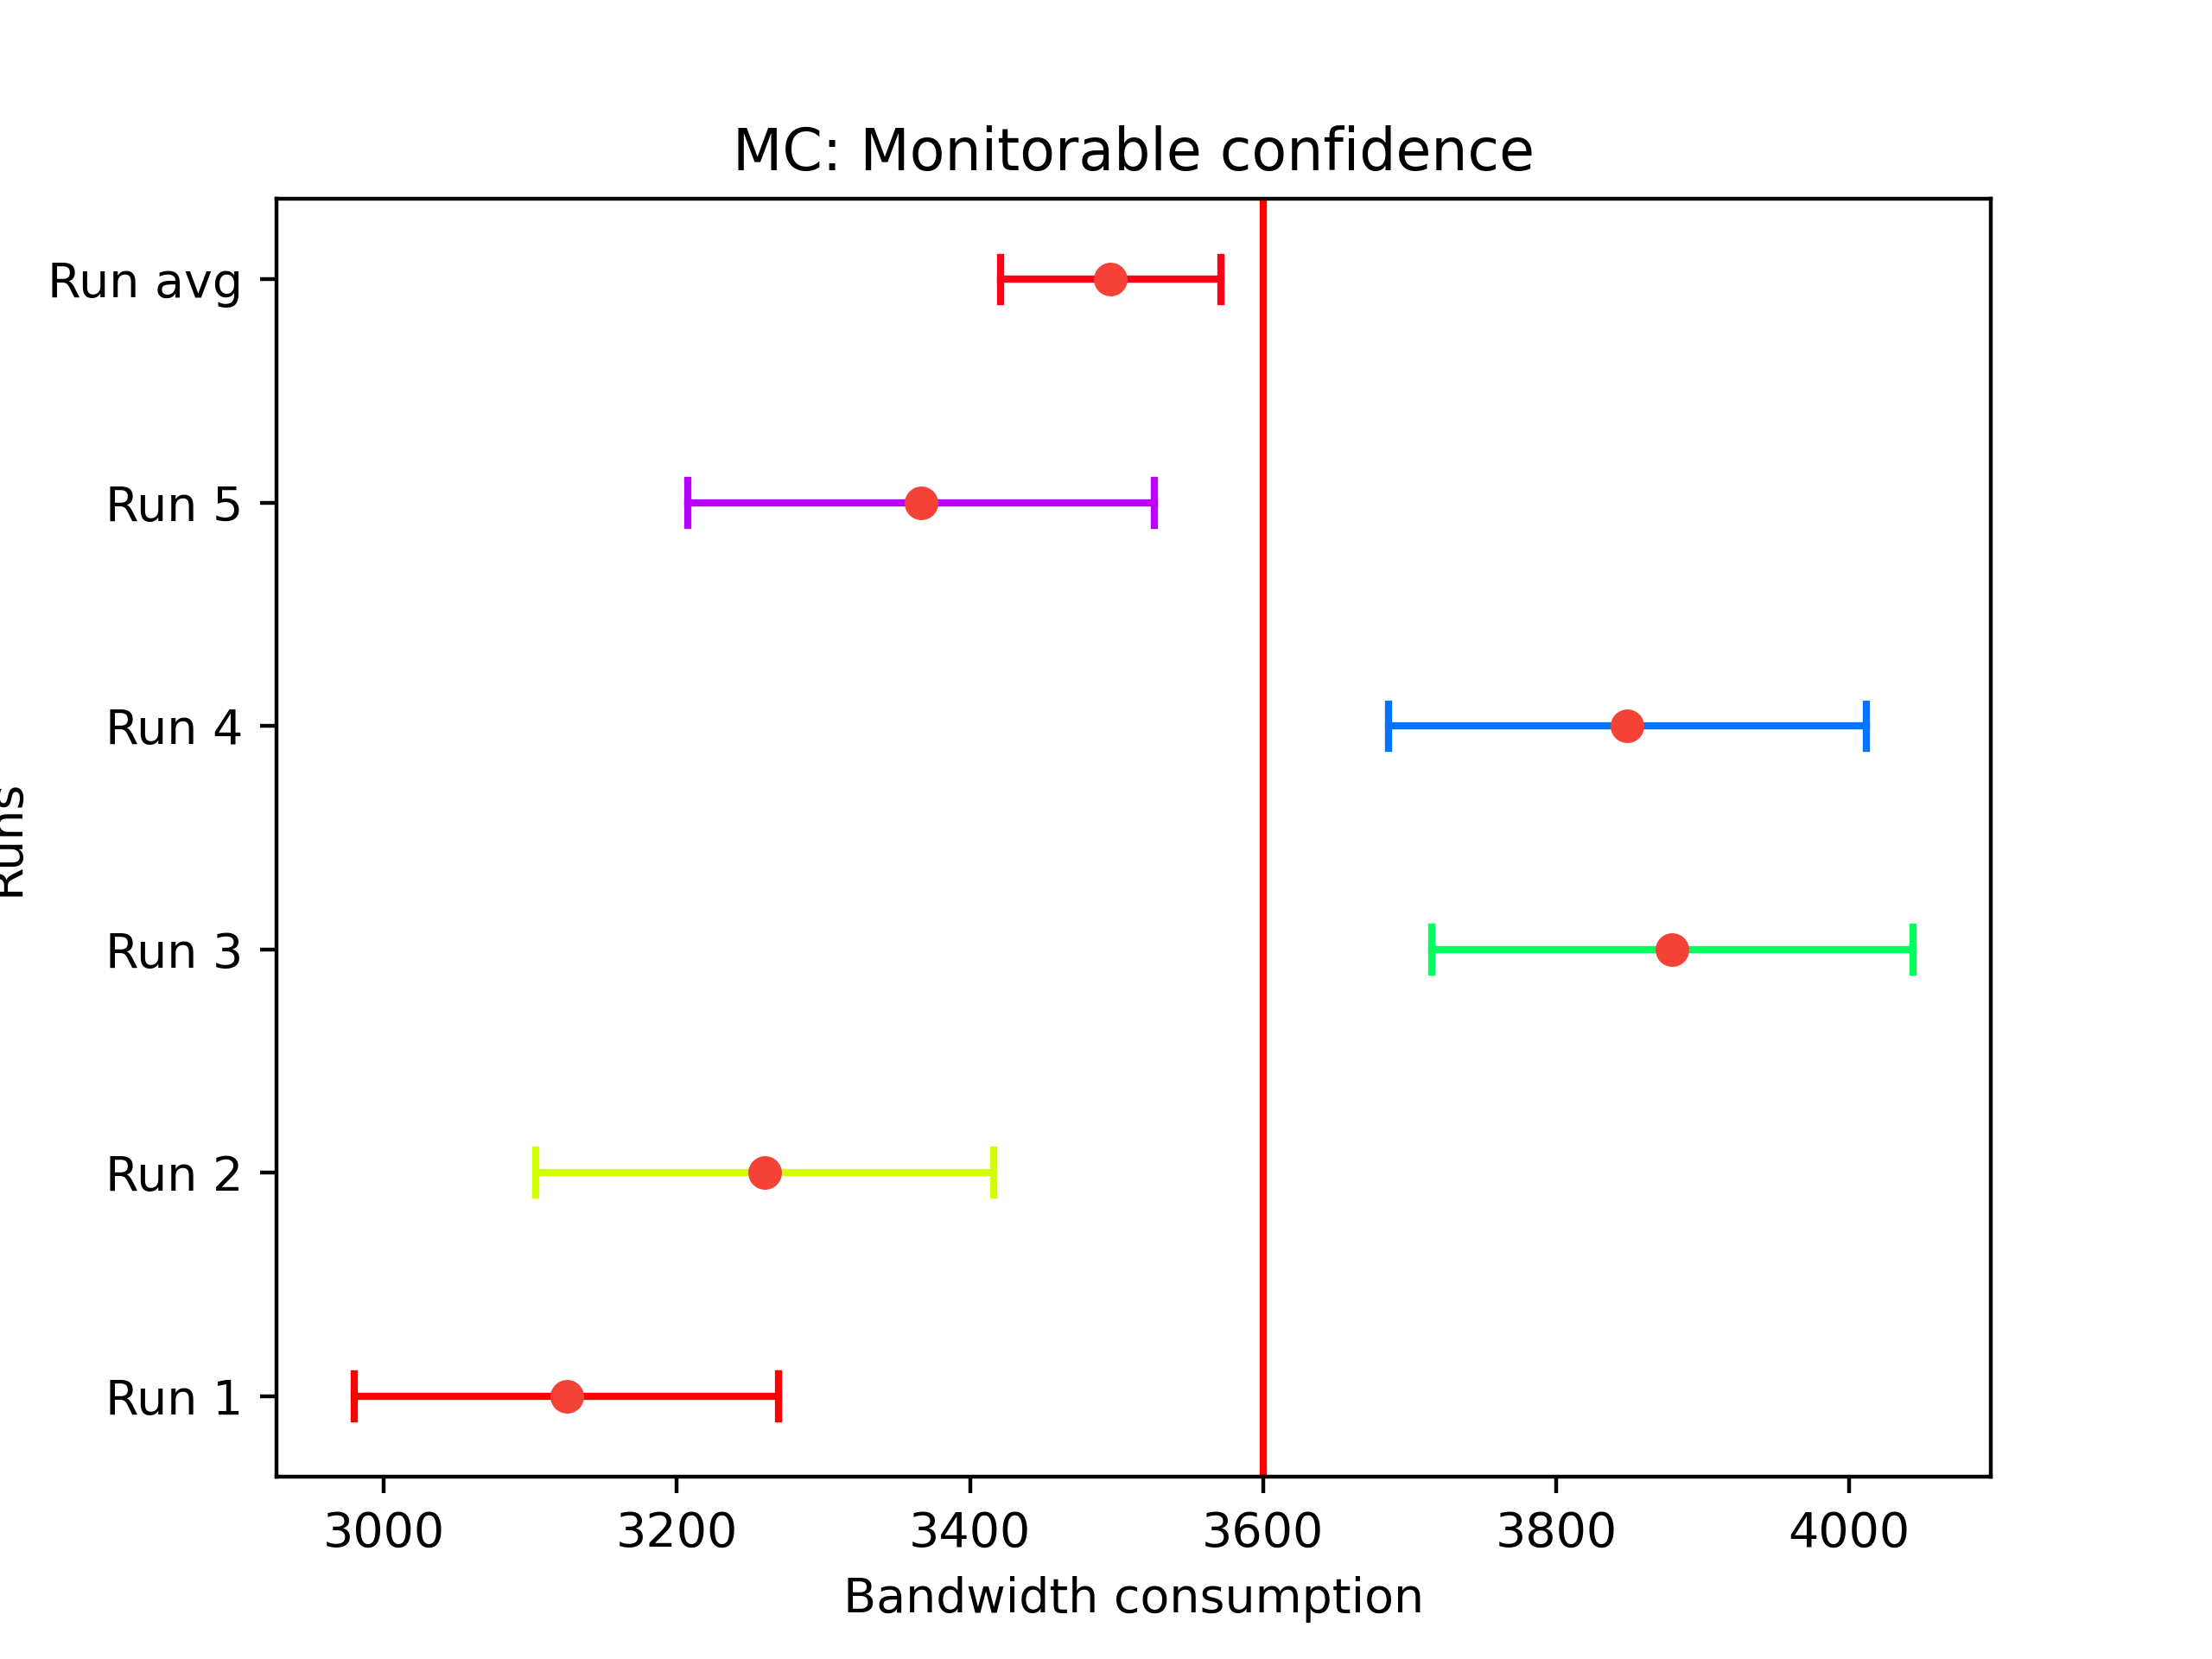 MC: Monitorable confidence
Run avg
Run 5
Run 4
Run 3
Run 2
Run 1
Runs
3000 3200 3400 3600 3800 4000
Bandwidth consumption